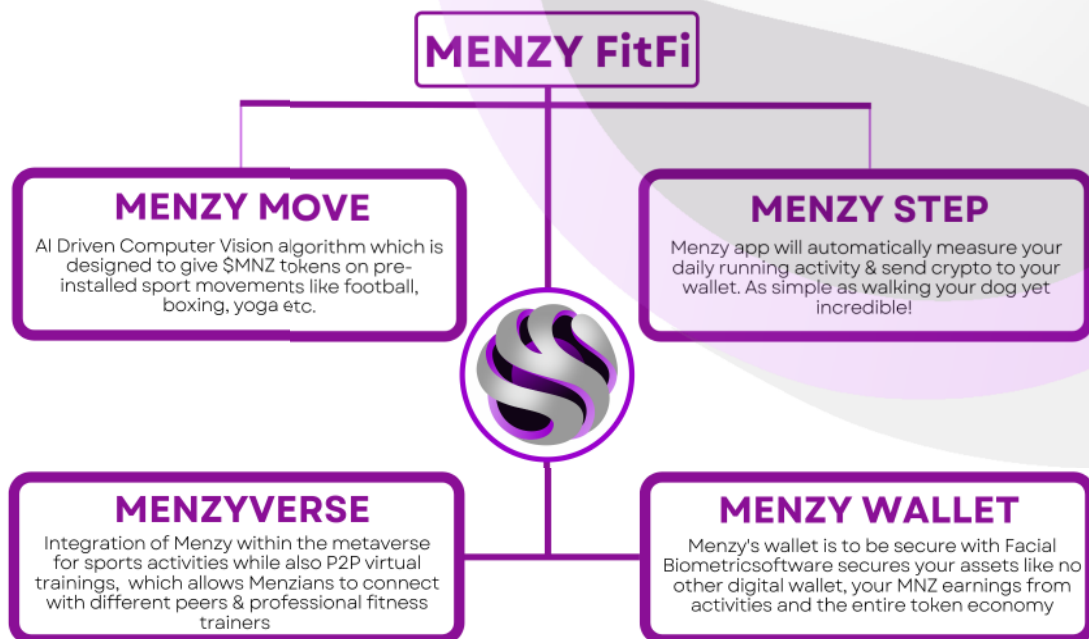 MENZY FitFi
MENZY MOVE
AI Driven Computer Vision algorithm which is
designed to give $MNZ tokens on pre-
installed sport movements like football,
boxing, yoga etc.
MENZY STEP
Menzy app will automatically measure your
daily running activity & send crypto to your
wallet. As simple as walking your dog yet
incredible!
MENZYVERSE
Integration of Menzy within the metaverse
for sports activities while also P2P virtual
trainings, which allows Menzians to connect
with different peers & professional fitness
trainers
MENZY WALLET
Menzy's wallet is to be secure with Facial
Biometricsoftware secures your assets like no
other digital wallet, your MNZ earnings from
activities and the entire token economy